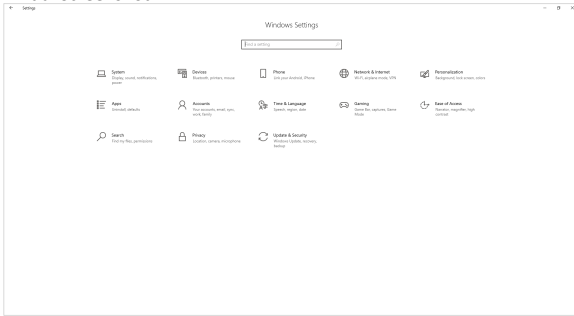 Settings
Windows Settings
Find a setting
System
Display, sound, notifications,
power
Devices
Bluetooth, printers, mouse
Phone
Link your Android, iPhone
Network & Internet
Wi-Fi, airplane mode, VPN
Personalization
Background, lock screen, colors
Apps
Uninstall, defaults
Accounts
Your accounts, email, sync,
work, family
Time & Language
Speech, region, date
Gaming
Game Bar, captures, Game
Mode
Ease of Access
Narrator, magnifier, high
contrast
Search
Find my files, permissions
Privacy
Location, camera, microphone
Update & Security
Windows Update, recovery,
backup